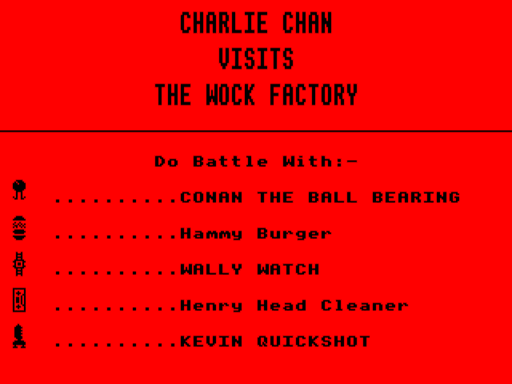 CHARLIE CHAN
VISITS
THE WOCK FACTORY
Do Battle With:-
..........CONAN THE BALL BEARING
..........Hammy Burger
..........WALLY WATCH
..........Henry Head Cleaner
..........KEVIN QUICKSHOT